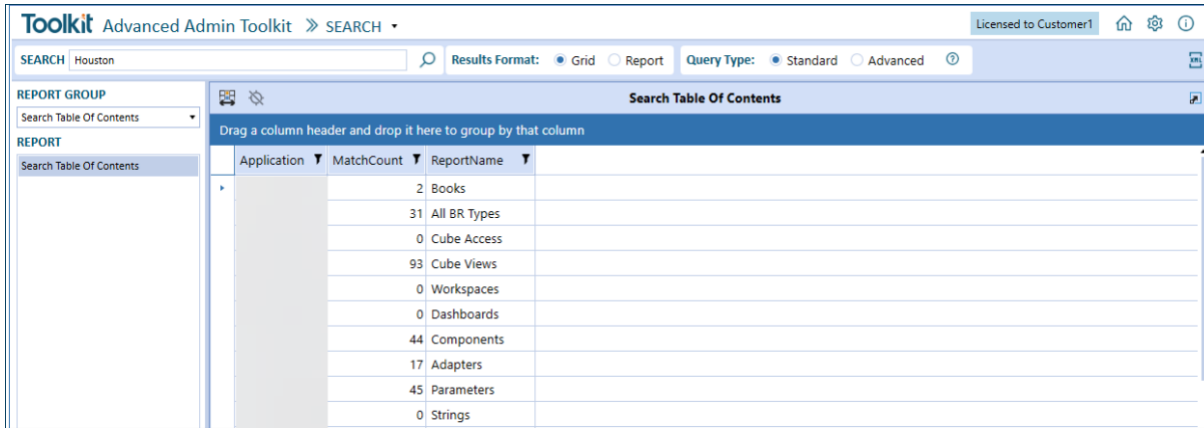 Toolkit Advanced Admin Toolkit SEARCH Licensed to Customer1
SEARCH Houston Results Format: Grid Report Query Type: Standard Advanced XML
REPORT GROUP
Search Table Of Contents
REPORT
Search Table Of Contents
Search Table Of Contents
Drag a column header and drop it here to group by that column
Application MatchCount ReportName
2 Books
31 All BR Types
0 Cube Access
93 Cube Views
0 Workspaces
0 Dashboards
44 Components
17 Adapters
45 Parameters
0 Strings